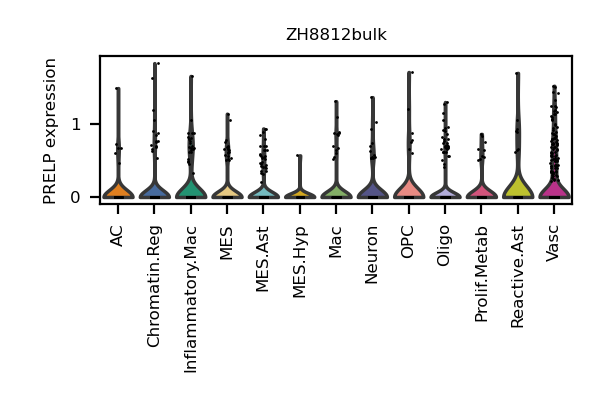 ZH8812bulk
PRELP expression
1
0
AC
Chromatin.Reg
Inflammatory.Mac
MES
MES.Ast
MES.Hyp
Mac
Neuron
OPC
Oligo
Prolif.Metab
Reactive.Ast
Vasc